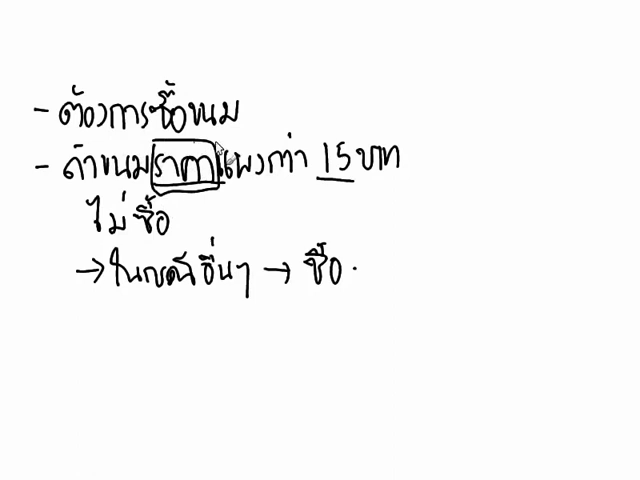 - ต้องการซื้อขนม
- ถ้าขนมราคาแพงกว่า 15 บาท
ไม่ซื้อ
→ ในกรณีอื่นๆ → ซื้อ.